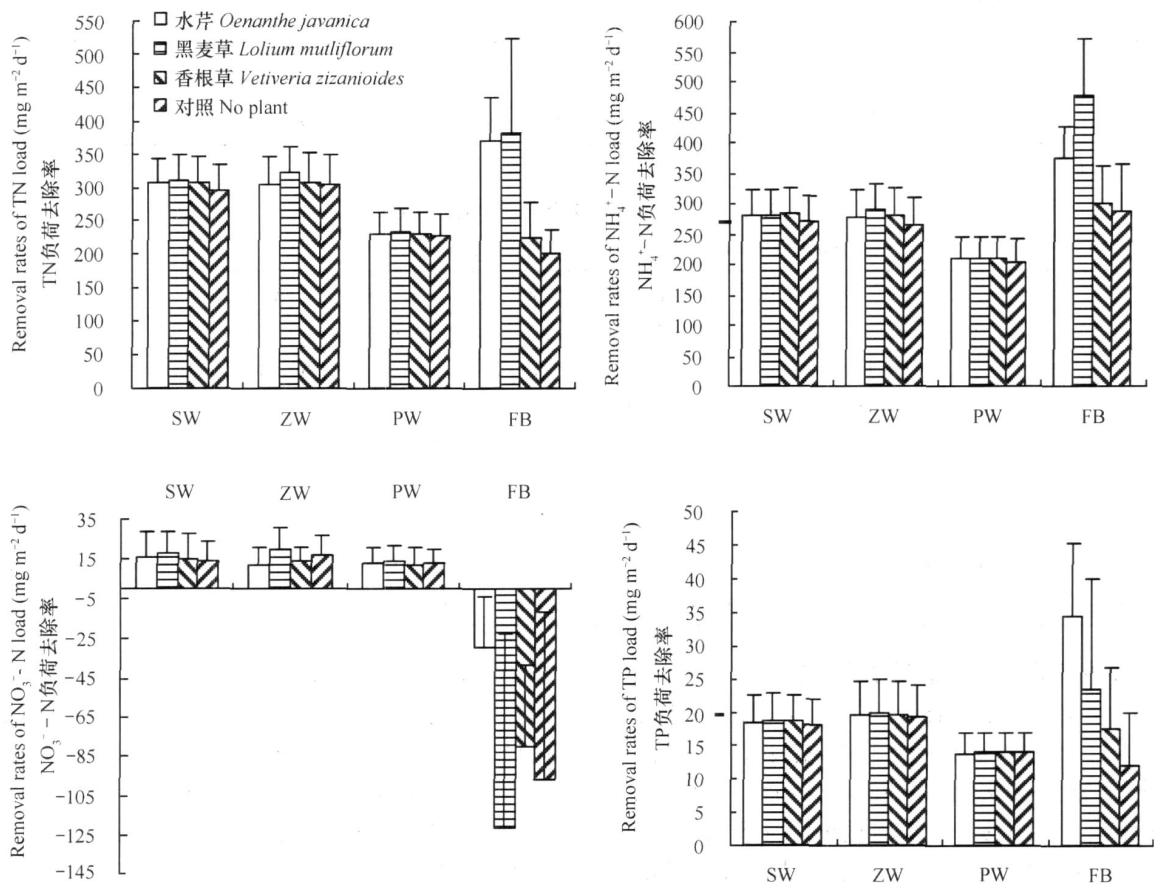 Removal rates of TN load (mg m⁻² d⁻¹)
TN负荷去除率
550
500
450
400
350
300
250
200
150
100
50
0
水芹 Oenanthe javanica
黑麦草 Lolium mutliflorum
香根草 Vetiveria zizanioides
对照 No plant
SW ZW PW FB
Removal rates of NH₄⁺−N load (mg m⁻² d⁻¹)
NH₄⁺−N负荷去除率
600
550
500
450
400
350
300
250
200
150
100
50
0
SW ZW PW FB
Removal rates of NO₃⁻- N load (mg m⁻² d⁻¹)
NO₃⁻−N负荷去除率
SW ZW PW FB
35
15
−5
−25
−45
−65
−85
−105
−125
−145
Removal rates of TP load (mg m⁻² d⁻¹)
TP负荷去除率
50
45
40
35
30
25
20
15
10
5
0
SW ZW PW FB